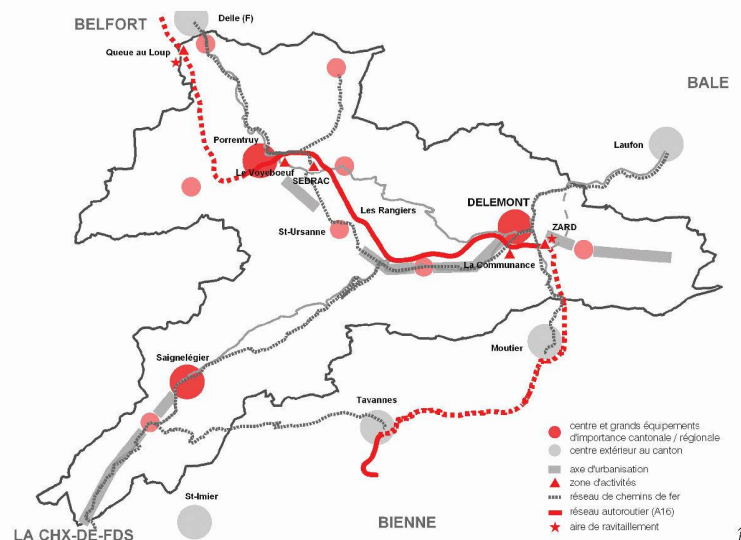 Delle (F)
BELFORT
Queue au Loup
BALE
Laufon
Porrentruy
Le Voyeboeuf
SEDRAC
DELEMONT
Les Rangiers
ZARD
St-Ursanne
La Communance
Moutier
Saignelégier
Tavannes
centre et grands équipements
d'importance cantonale / régionale
centre extérieur au canton
axe d'urbanisation
zone d'activités
réseau de chemins de fer
réseau autoroutier (A16)
aire de ravitaillement
St-Imier
BIENNE
LA CHX-DE-FDS